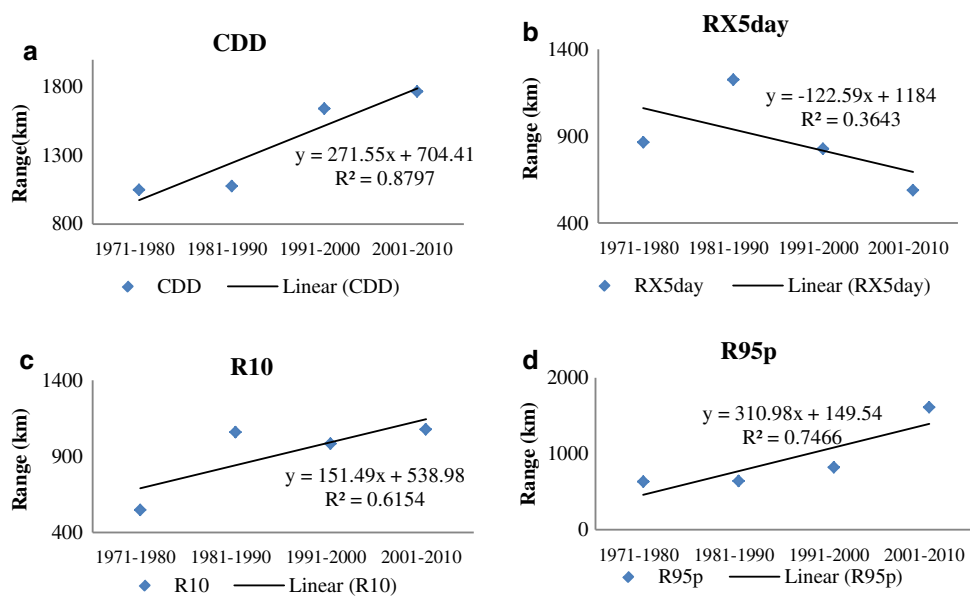 a
CDD
Range(km)
1800
1300
800
y = 271.55x + 704.41
R² = 0.8797
1971-1980 1981-1990 1991-2000 2001-2010
CDD Linear (CDD)
b
RX5day
Range (km)
1400
900
400
y = -122.59x + 1184
R² = 0.3643
1971-1980 1981-1990 1991-2000 2001-2010
RX5day Linear (RX5day)
c
R10
Range (km)
1400
900
400
y = 151.49x + 538.98
R² = 0.6154
1971-1980 1981-1990 1991-2000 2001-2010
R10 Linear (R10)
d
R95p
Range (km)
2000
1000
0
y = 310.98x + 149.54
R² = 0.7466
1971-1980 1981-1990 1991-2000 2001-2010
R95p Linear (R95p)